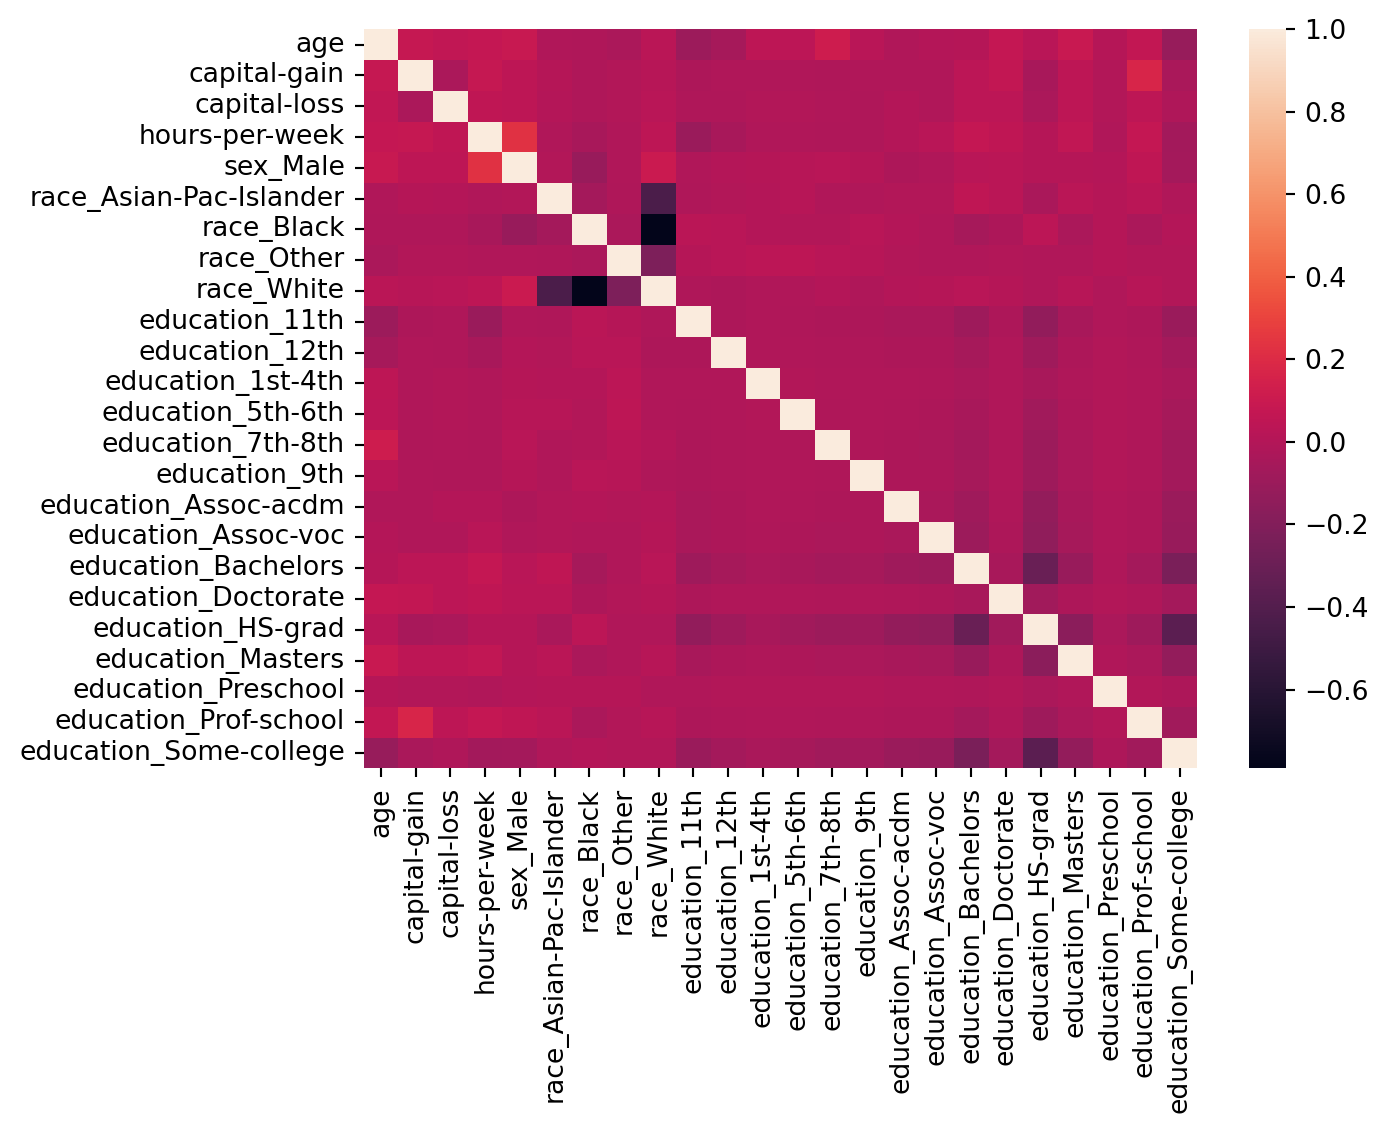 age
capital-gain
capital-loss
hours-per-week
sex_Male
race_Asian-Pac-Islander
race_Black
race_Other
race_White
education_11th
education_12th
education_1st-4th
education_5th-6th
education_7th-8th
education_9th
education_Assoc-acdm
education_Assoc-voc
education_Bachelors
education_Doctorate
education_HS-grad
education_Masters
education_Preschool
education_Prof-school
education_Some-college
age
capital-gain
capital-loss
hours-per-week
sex_Male
race_Asian-Pac-Islander
race_Black
race_Other
race_White
education_11th
education_12th
education_1st-4th
education_5th-6th
education_7th-8th
education_9th
education_Assoc-acdm
education_Assoc-voc
education_Bachelors
education_Doctorate
education_HS-grad
education_Masters
education_Preschool
education_Prof-school
education_Some-college
1.0
0.8
0.6
0.4
0.2
0.0
−0.2
−0.4
−0.6